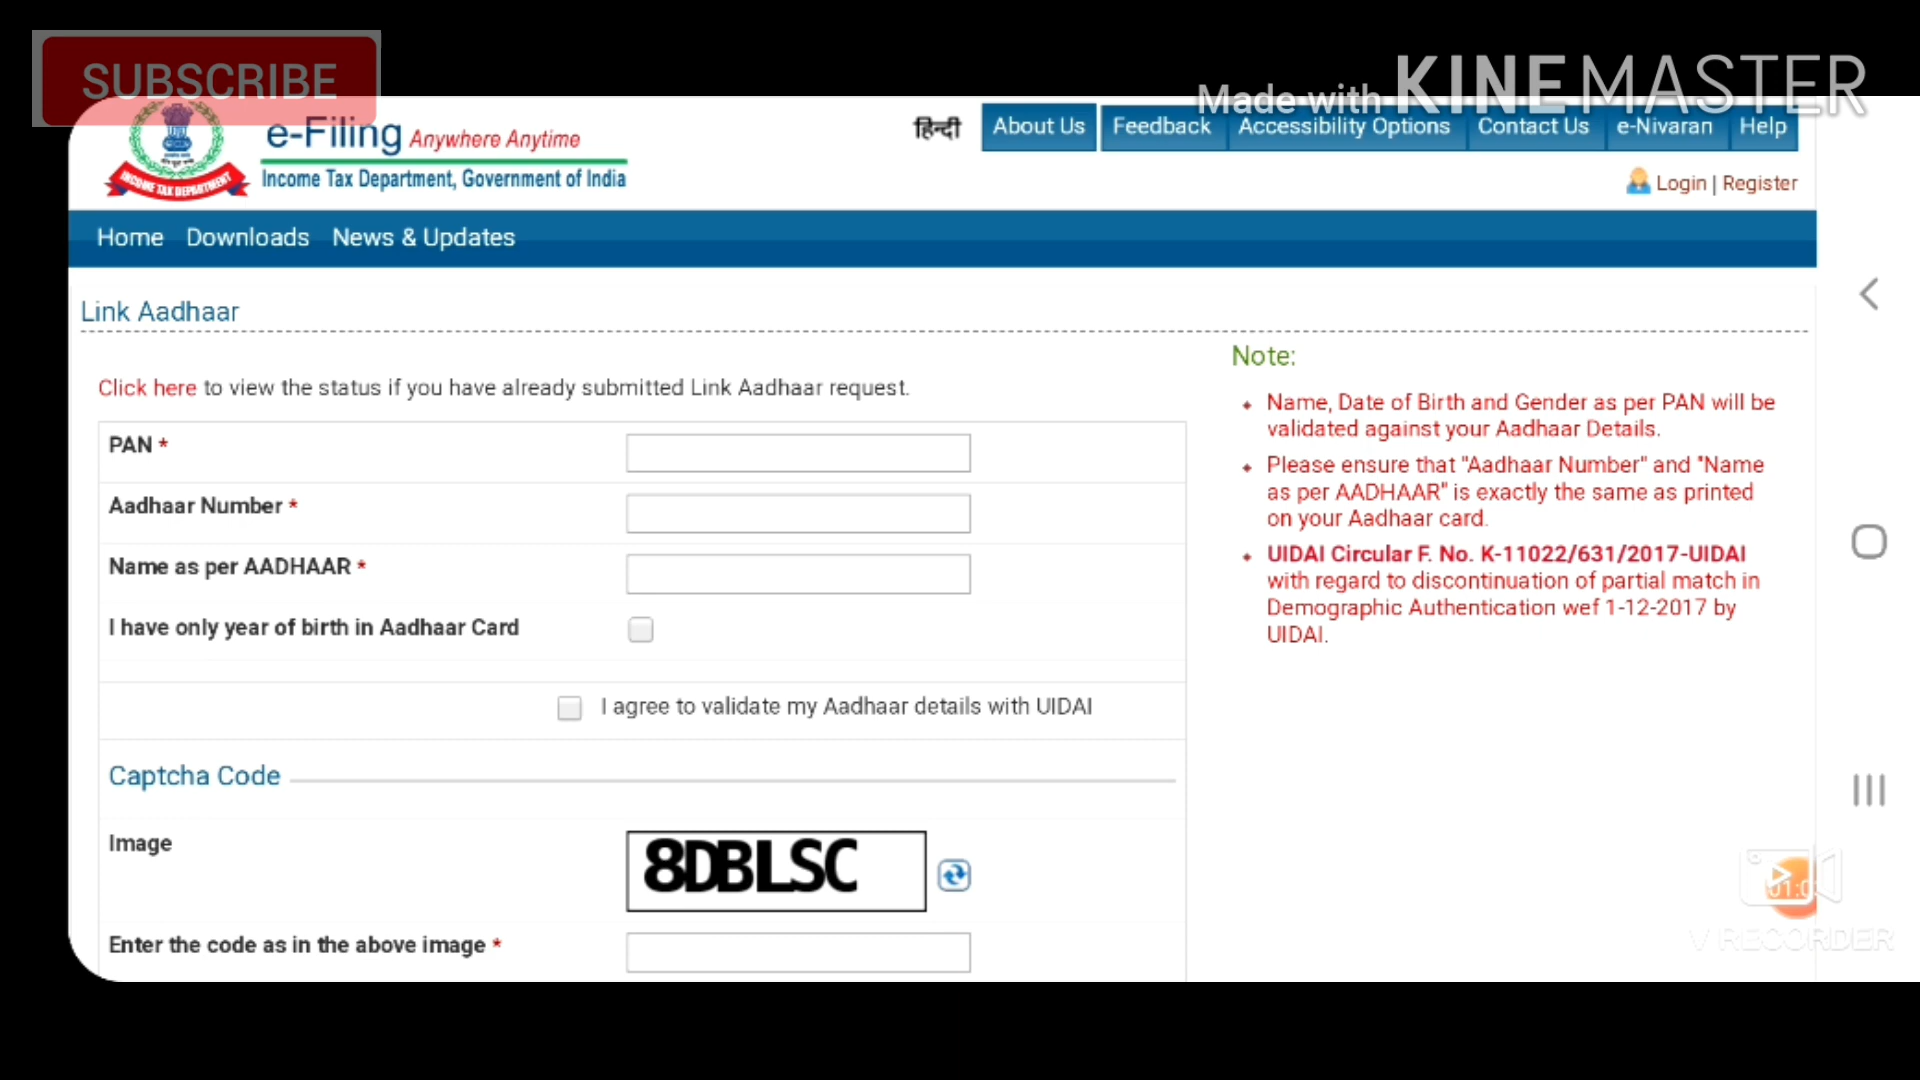 SUBSCRIBE
Made with KINEMASTER
e-Filing Anywhere Anytime
Income Tax Department, Government of India
INCOME TAX DEPARTMENT
हिन्दी About Us Feedback Accessibility Options Contact Us e-Nivaran Help
Login | Register
Home Downloads News & Updates
Link Aadhaar
Click here to view the status if you have already submitted Link Aadhaar request.
PAN *
Aadhaar Number *
Name as per AADHAAR *
I have only year of birth in Aadhaar Card
I agree to validate my Aadhaar details with UIDAI
Captcha Code
Image
8DBLSC
Enter the code as in the above image *
Note:
Name, Date of Birth and Gender as per PAN will be
validated against your Aadhaar Details.
Please ensure that "Aadhaar Number" and "Name
as per AADHAAR" is exactly the same as printed
on your Aadhaar card.
UIDAI Circular F. No. K-11022/631/2017-UIDAI
with regard to discontinuation of partial match in
Demographic Authentication wef 1-12-2017 by
UIDAI.
V RECORDER